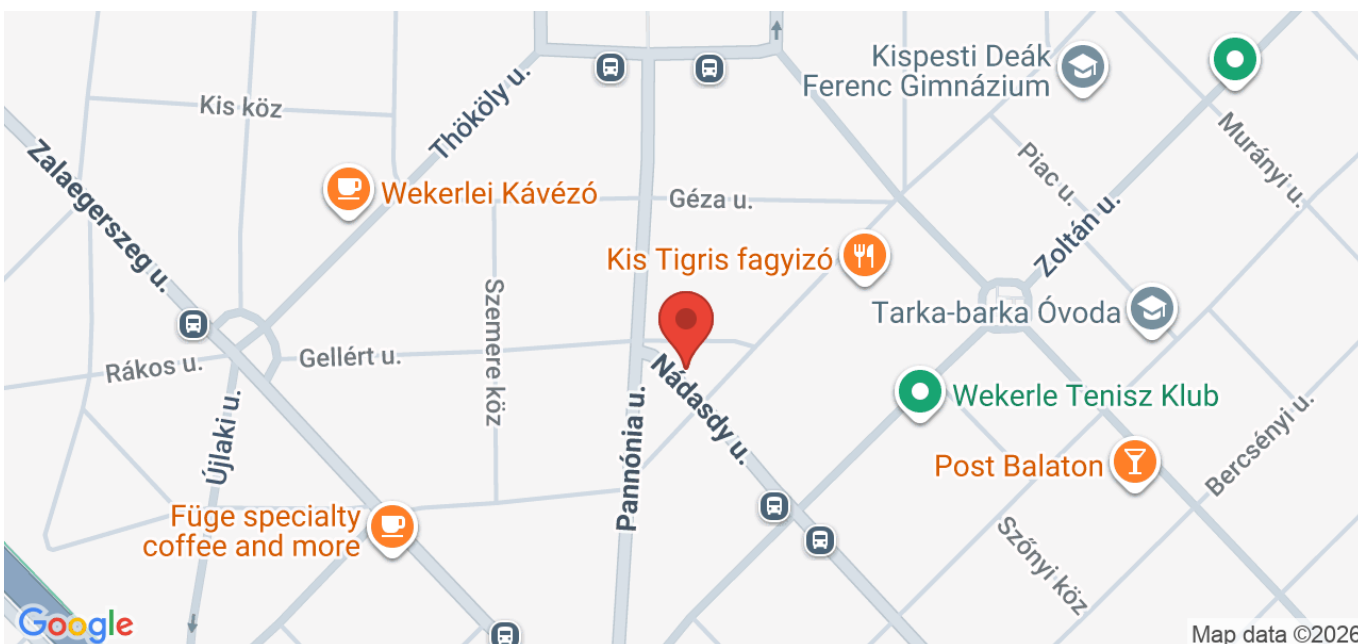 Kispesti Deák
Ferenc Gimnázium
Kis köz
Thököly u.
Murányi u.
Piac u.
Zalaegerszeg u.
Wekerlei Kávézó
Géza u.
Zoltán u.
Kis Tigris fagyizó
Szemere köz
Tarka-barka Óvoda
Rákos u.
Gellért u.
Nádasdy u.
Wekerle Tenisz Klub
Újlaki u.
Pannónia u.
Bercsényi u.
Post Balaton
Füge specialty
coffee and more
Szőnyi köz
Google
Map data ©2026